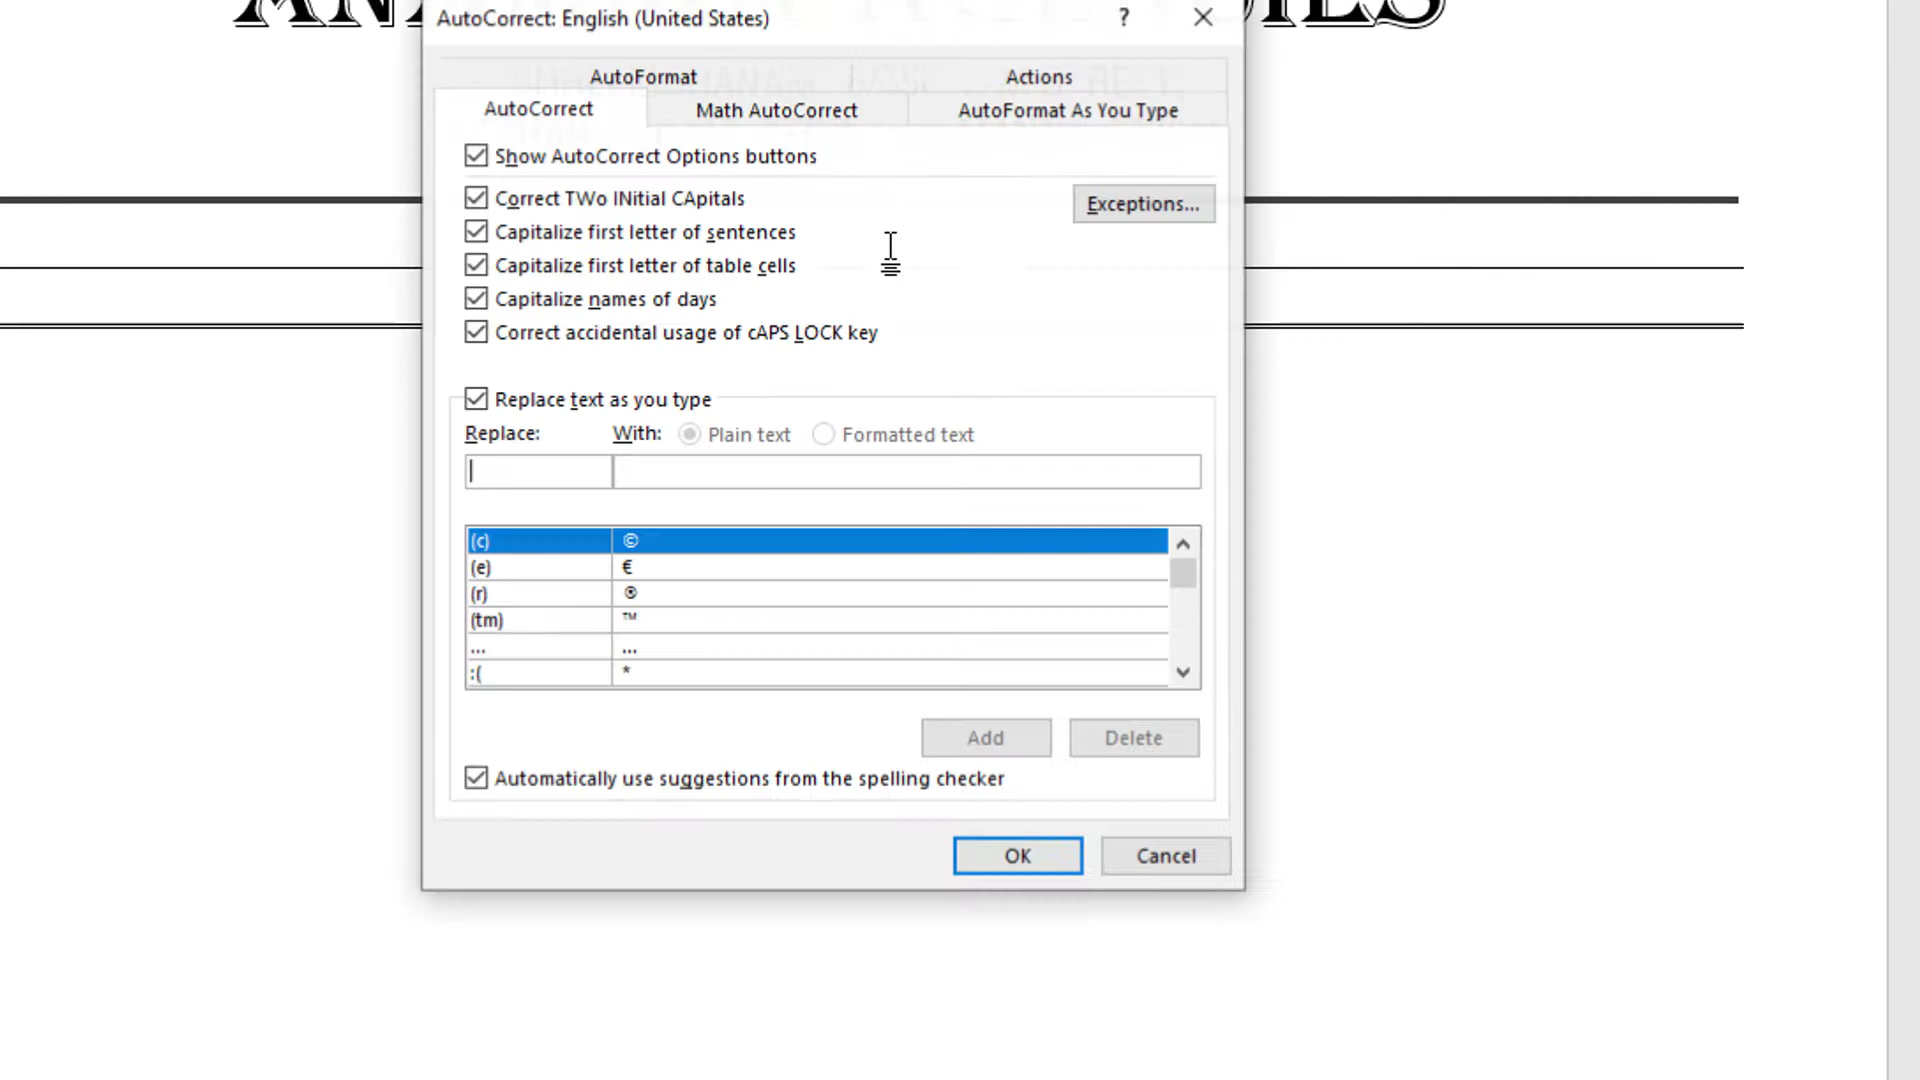 AutoCorrect: English (United States)
?
AutoFormat
Actions
AutoCorrect
Math AutoCorrect
AutoFormat As You Type
Show AutoCorrect Options buttons
Correct TWo INitial CApitals
Exceptions...
Capitalize first letter of sentences
Capitalize first letter of table cells
Capitalize names of days
Correct accidental usage of cAPS LOCK key
Replace text as you type
Replace: With: Plain text Formatted text
(c) ©
(e) €
(r) ®
(tm) ™
... ...
:( *
Add Delete
Automatically use suggestions from the spelling checker
OK Cancel